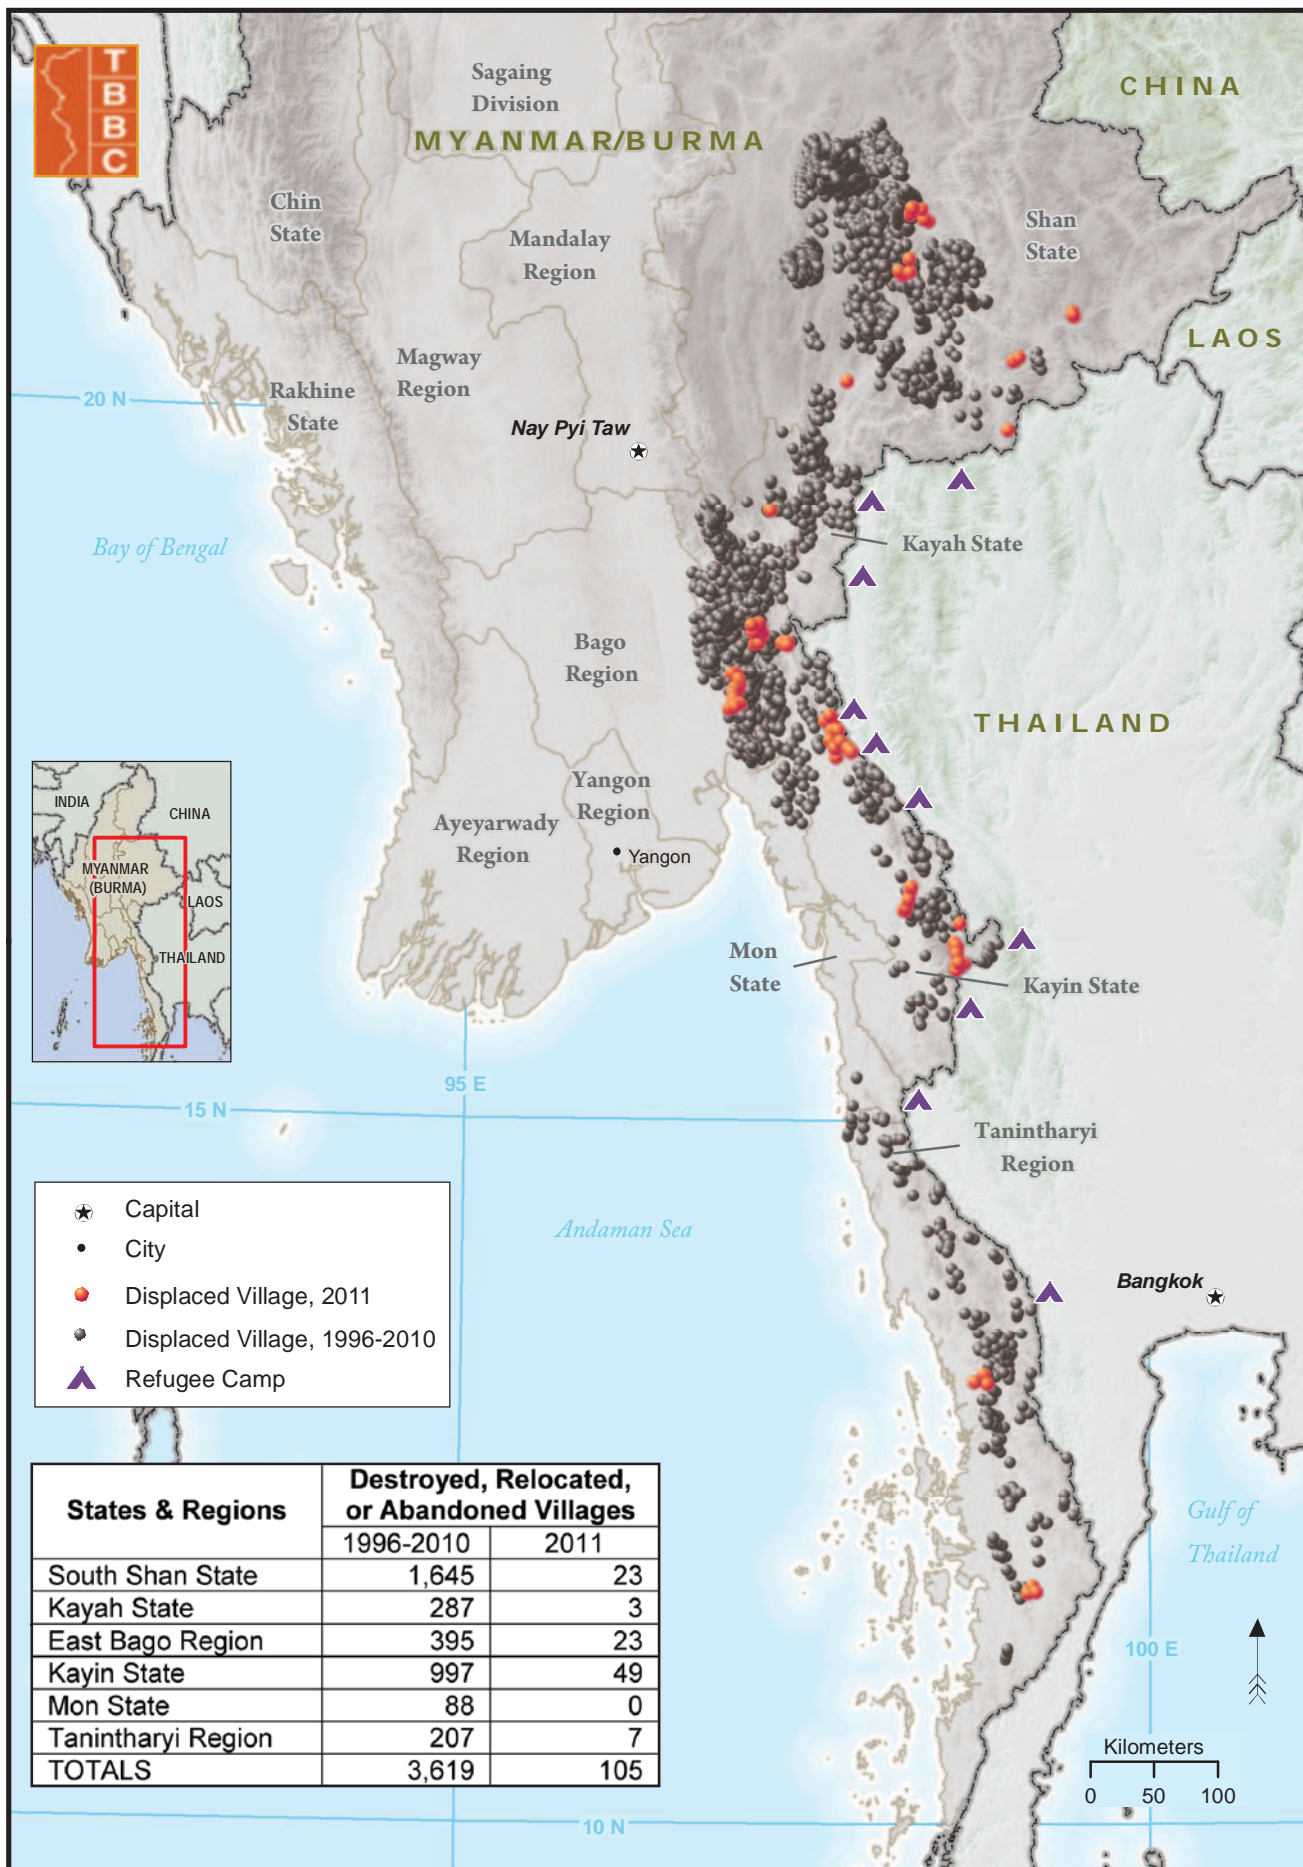 T
B
B
C
CHINA
Sagaing
Division
MYANMAR/BURMA
Chin
State
Shan
State
Mandalay
Region
LAOS
Magway
Region
Rakhine
State
20 N
Nay Pyi Taw
Bay of Bengal
Kayah State
Bago
Region
THAILAND
Yangon
Region
Ayeyarwady
Region
Yangon
INDIA
CHINA
MYANMAR
(BURMA)
LAOS
THAILAND
Mon
State
Kayin State
95 E
15 N
Tanintharyi
Region
Andaman Sea
Bangkok
Capital
City
Displaced Village, 2011
Displaced Village, 1996-2010
Refugee Camp
States & Regions
Destroyed, Relocated,
or Abandoned Villages
1996-2010 2011
South Shan State 1,645 23
Kayah State 287 3
East Bago Region 395 23
Kayin State 997 49
Mon State 88 0
Tanintharyi Region 207 7
TOTALS 3,619 105
Gulf of
Thailand
100 E
Kilometers
0 50 100
10 N